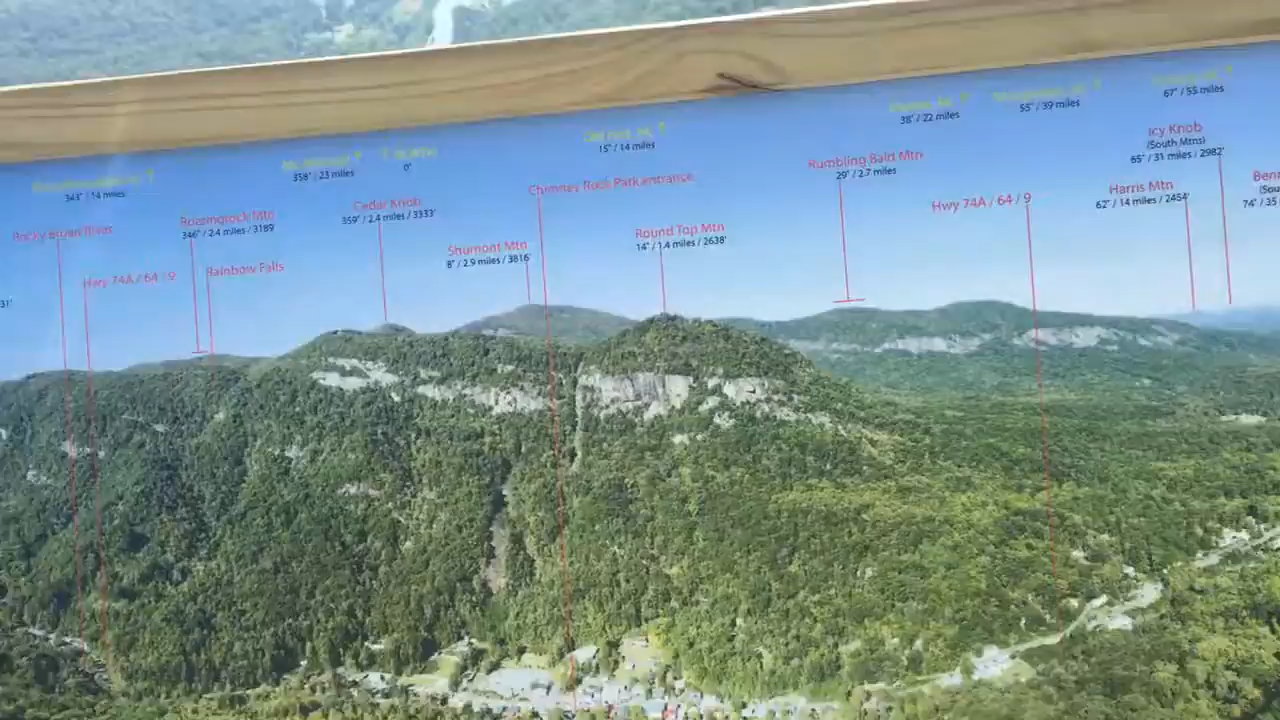 343° / 14 miles
358° / 23 miles
0°
15° / 14 miles
38° / 22 miles
55° / 39 miles
67° / 55 miles
Rocky Broad River
Roaringrock Mtn
346° / 2.4 miles / 3189'
Hwy 74A / 64 / 9
Rainbow Falls
Cedar Knob
359° / 2.4 miles / 3333'
Shumont Mtn
8° / 2.9 miles / 3816'
Chimney Rock Park entrance
Round Top Mtn
14° / 1.4 miles / 2638'
Rumbling Bald Mtn
29° / 2.7 miles
Hwy 74A / 64 / 9
Harris Mtn
62° / 14 miles / 2454'
Icy Knob
(South Mtns)
65° / 31 miles / 2982'
74° / 35
31'